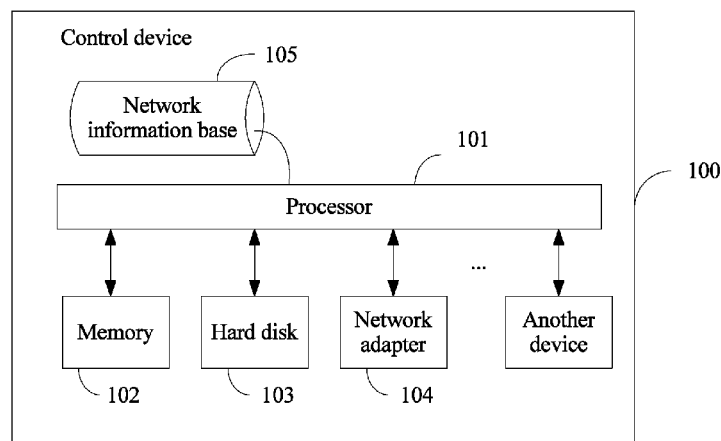 Control device
105
Network
information base
101
100
Processor
...
Memory
Hard disk
Network
adapter
Another
device
102
103
104